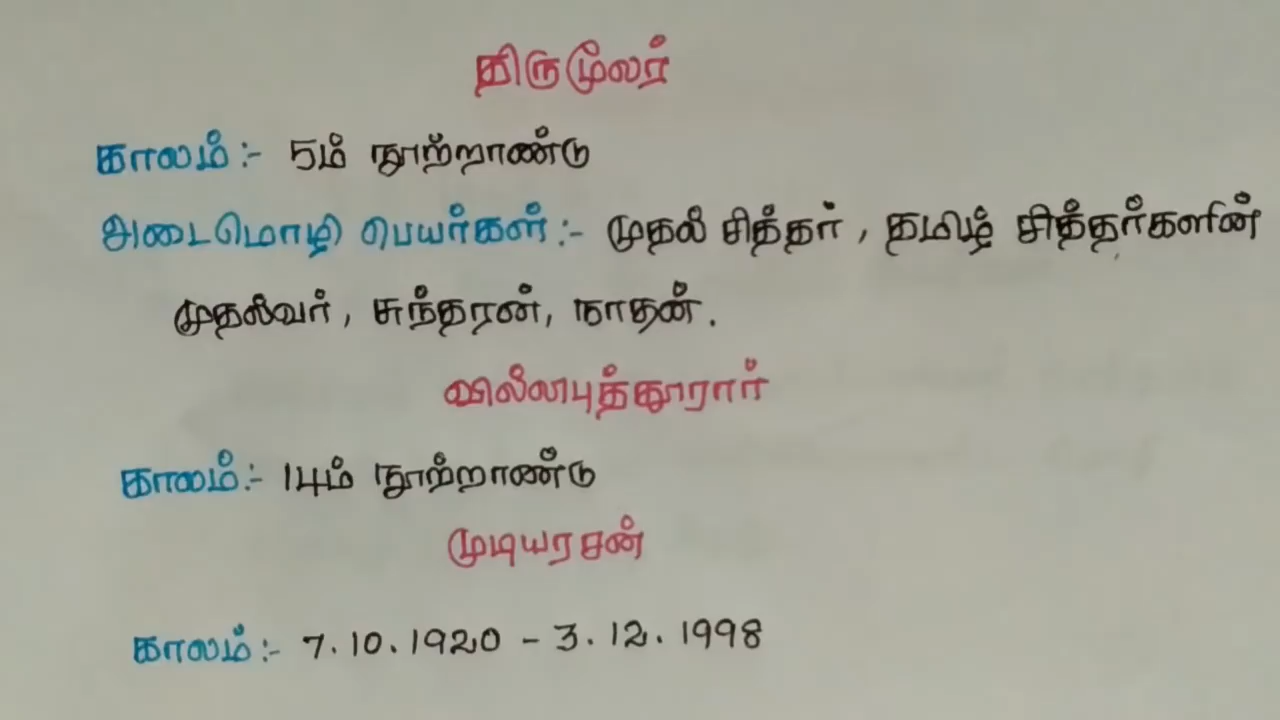 திருமூலர்
காலம் :- 5ம் நூற்றாண்டு
அடைமொழி பெயர்கள் :- முதல் சித்தர் , தமிழ் சித்தர்களின்
முதல்வர் , சுந்தரன் , நாதன் .
வில்லிபுத்தூரார்
காலம் :- 14ம் நூற்றாண்டு
முடியரசன்
காலம் :- 7.10.1920 - 3.12.1998